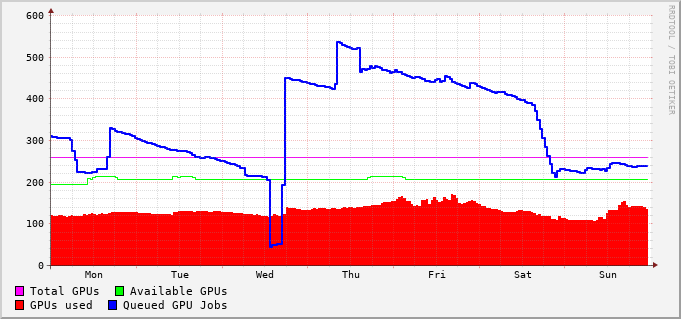 600
500
400
300
200
100
0
Mon Tue Wed Thu Fri Sat Sun
Total GPUs Available GPUs
GPUs used Queued GPU Jobs
RRDTOOL / TOBI OETIKER